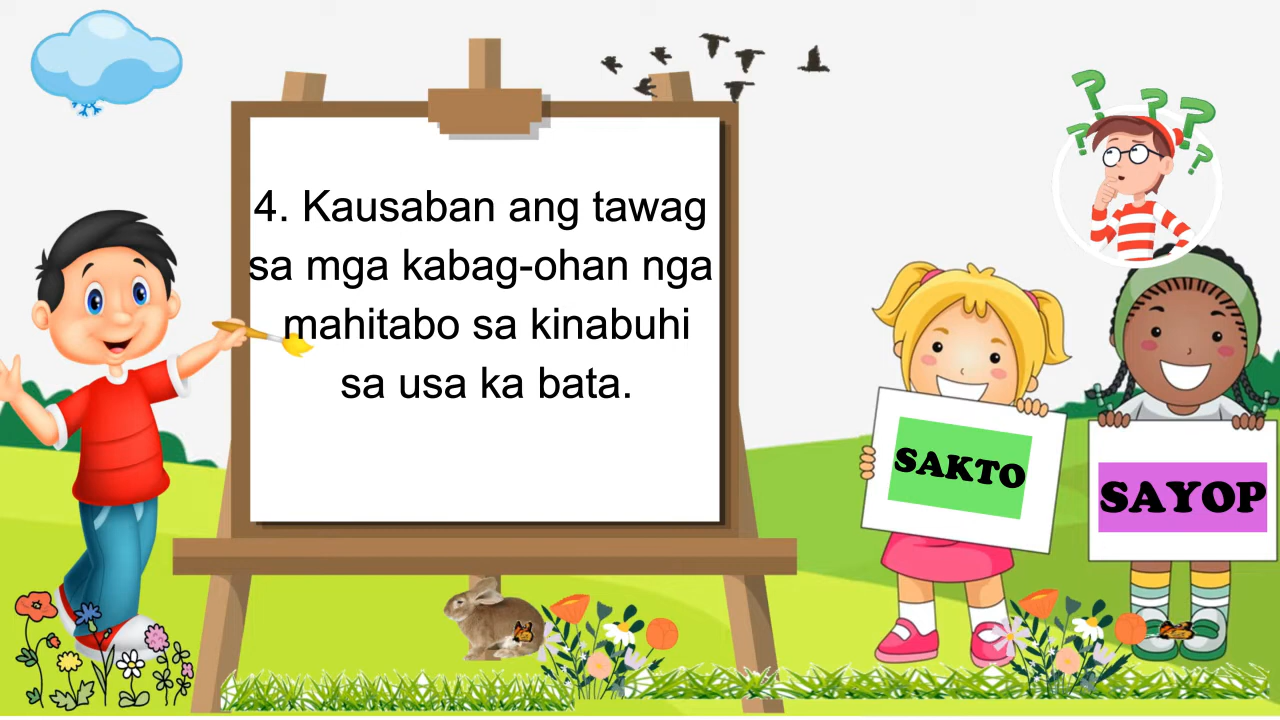 4. Kausaban ang tawag
sa mga kabag-ohan nga
mahitabo sa kinabuhi
sa usa ka bata.
SAKTO
SAYOP